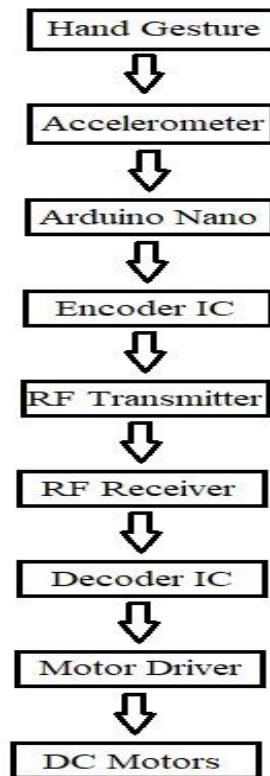 Hand Gesture
Accelerometer
Arduino Nano
Encoder IC
RF Transmitter
RF Receiver
Decoder IC
Motor Driver
DC Motors